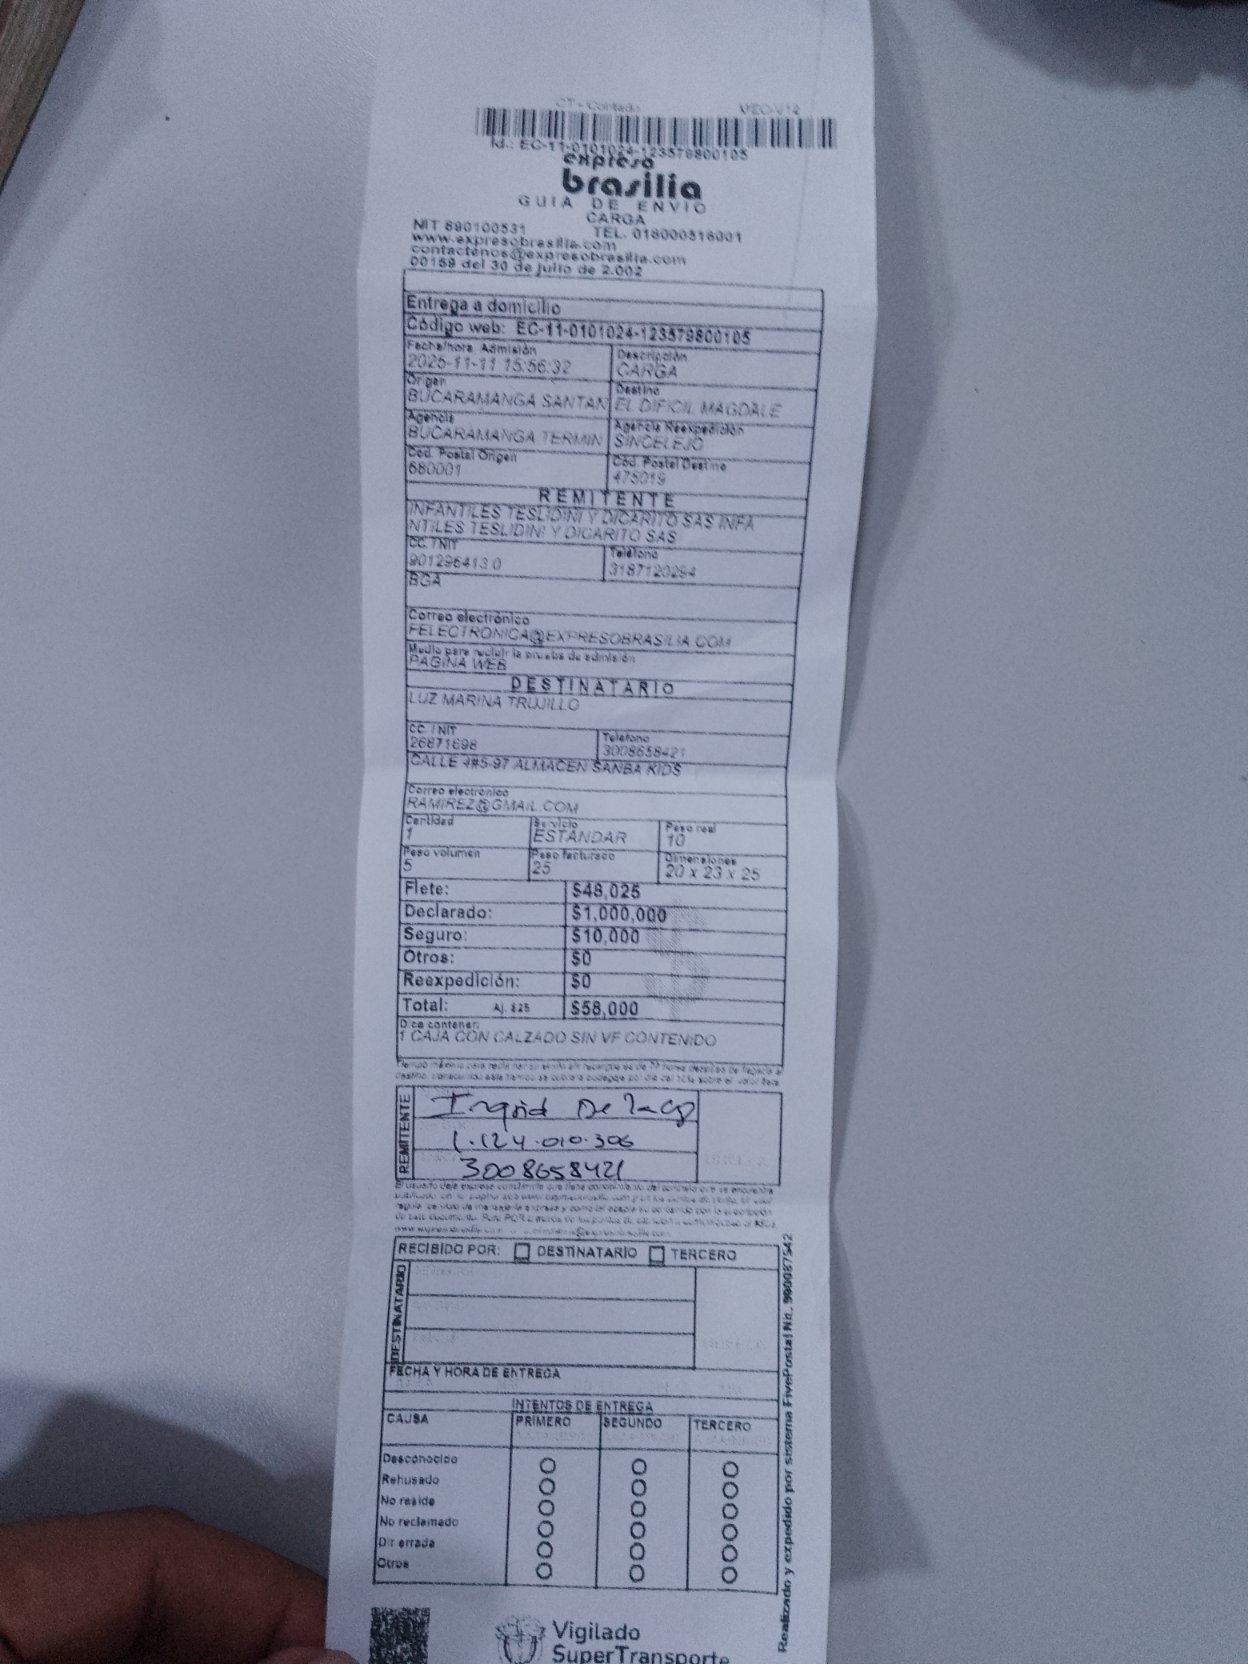 CT - Contado MEC-V12
Id.: EC-11-0101024-123579800105
expreso
brasilia
GUIA DE ENVIO
CARGA
NIT 890100531 TEL. 018000516001
www.expresobrasilia.com
contactenos@expresobrasilia.com
00169 del 30 de julio de 2.002
Entrega a domicilio
Código web: EC-11-0101024-123579800105
Fecha/hora Admisión Descripción
2025-11-11 15:56:32 CARGA
Origen Destino
BUCARAMANGA SANTAN EL DIFICIL MAGDALE
Agencia Agencia Reexpedición
BUCARAMANGA TERMIN SINCELEJO
Cód. Postal Origen Cód. Postal Destino
680001 475019
REMITENTE
INFANTILES TESLIDINI Y DICARITO SAS INFA
NTILES TESLIDINI Y DICARITO SAS
CC. / NIT Teléfono
901296413 0 3187120294
BGA
Correo electrónico
FELECTRONICA@EXPRESOBRASILIA.COM
Medio para recibir la prueba de admisión
PAGINA WEB
DESTINATARIO
LUZ MARINA TRUJILLO
CC. / NIT Teléfono
26871698 3008658421
CALLE 4#5-97 ALMACEN SANBA KIDS
Correo electrónico
RAMIREZ@GMAIL.COM
Cantidad Servicio Peso real
1 ESTÁNDAR 10
Peso volumen Peso facturado Dimensiones
5 25 20 x 23 x 25
Flete: $48,025
Declarado: $1,000,000
Seguro: $10,000
Otros: $0
Reexpedición: $0
Total: Aj. $25 $58,000
Dice contener:
1 CAJA CON CALZADO SIN VF CONTENIDO
REMITENTE
Ingrid De la
1.124.010.306
3008658421
RECIBIDO POR: DESTINATARIO TERCERO
DESTINATARIO
FECHA Y HORA DE ENTREGA
INTENTOS DE ENTREGA
CAUSA PRIMERO SEGUNDO TERCERO
Desconocido
Rehusado
No reside
No reclamado
Dir errada
Otros
Realizado y expedido por sistema FivePostal Nit. 900087542
Vigilado
SuperTransporte